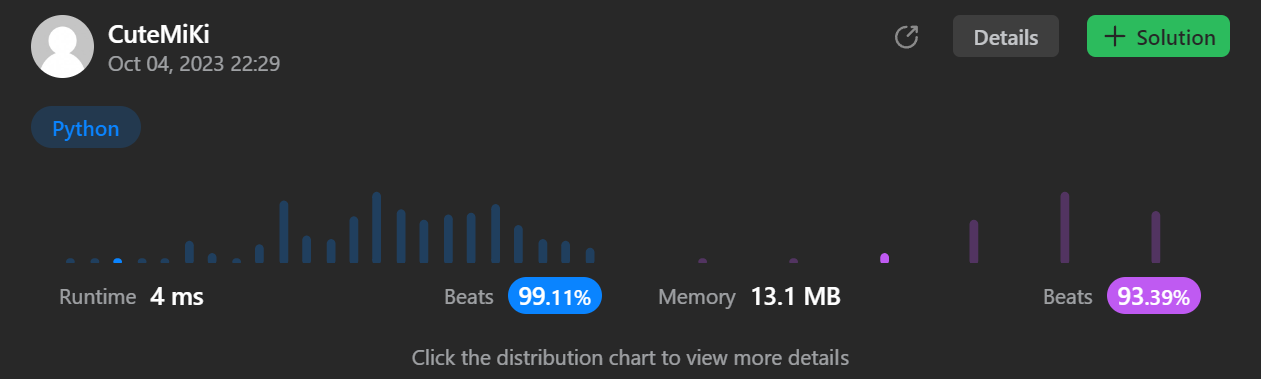 CuteMiKi
Oct 04, 2023 22:29
Details
+ Solution
Python
Runtime 4 ms
Beats 99.11%
Memory 13.1 MB
Beats 93.39%
Click the distribution chart to view more details